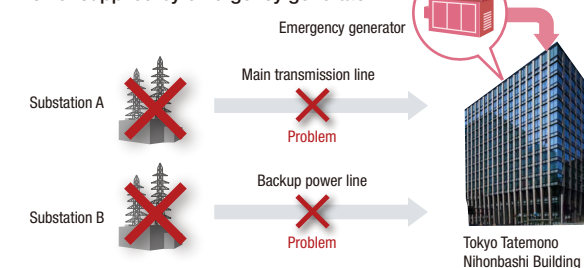 Emergency generator
Main transmission line
Substation A
Problem
Backup power line
Substation B
Problem
Tokyo Tatemono
Nihonbashi Building